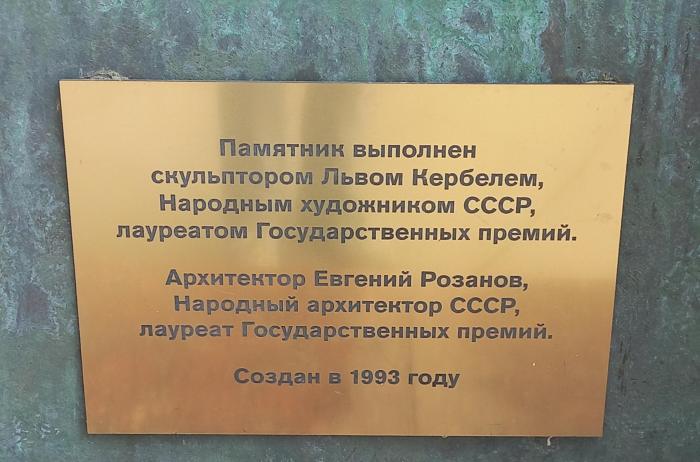 Памятник выполнен
скульптором Львом Кербелем,
Народным художником СССР,
лауреатом Государственных премий.
Архитектор Евгений Розанов,
Народный архитектор СССР,
лауреат Государственных премий.
Создан в 1993 году